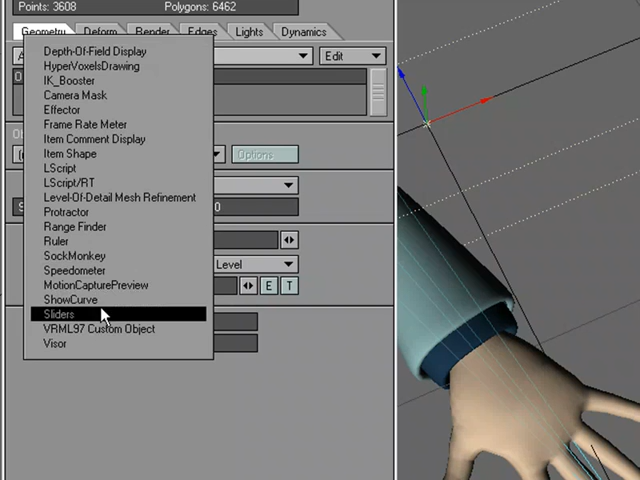 Points: 3608 Polygons: 6462
Geometry Deform Render Edges Lights Dynamics
Edit
Depth-Of-Field Display
HyperVoxelsDrawing
IK_Booster
Camera Mask
Effector
Frame Rate Meter
Item Comment Display
Item Shape
Options
LScript
LScript/RT
Level-Of-Detail Mesh Refinement
Protractor
Range Finder
Ruler
SockMonkey
Level
Speedometer
MotionCapturePreview
E T
ShowCurve
Sliders
VRML97 Custom Object
Visor